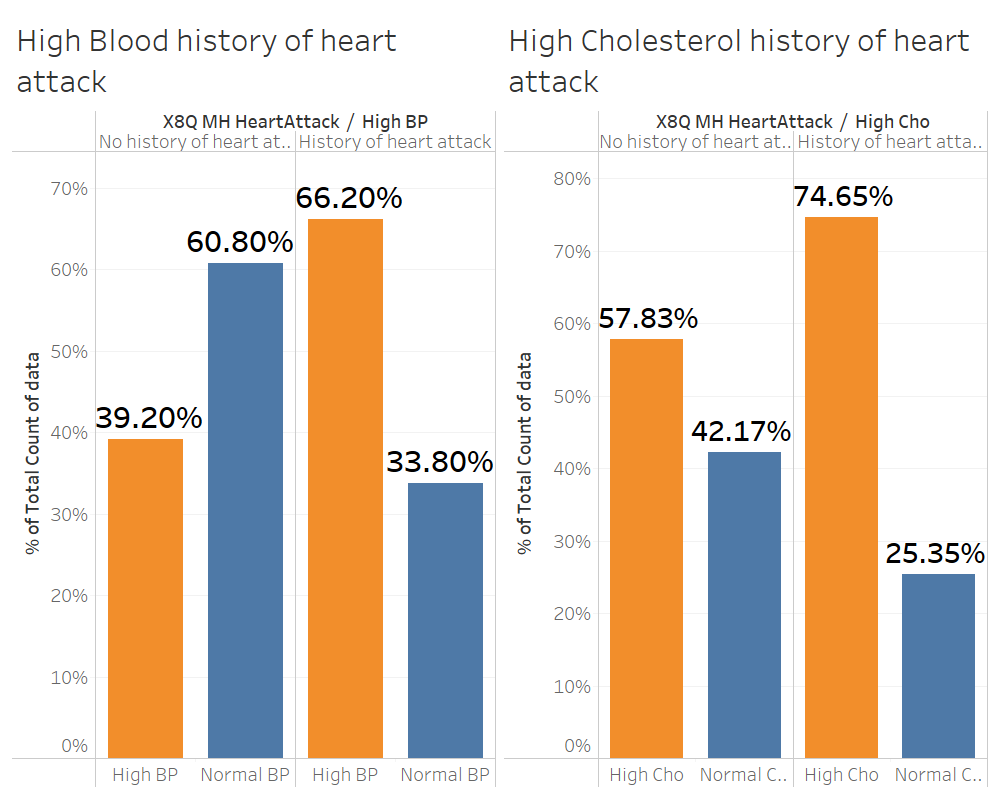 High Blood history of heart
attack
X8Q MH HeartAttack / High BP
No history of heart at.. History of heart attack
% of Total Count of data
70%
60%
50%
40%
30%
20%
10%
0%
39.20%
60.80%
66.20%
33.80%
High BP Normal BP High BP Normal BP
High Cholesterol history of heart
attack
X8Q MH HeartAttack / High Cho
No history of heart at.. History of heart atta..
% of Total Count of data
80%
70%
60%
50%
40%
30%
20%
10%
0%
57.83%
42.17%
74.65%
25.35%
High Cho Normal C.. High Cho Normal C..